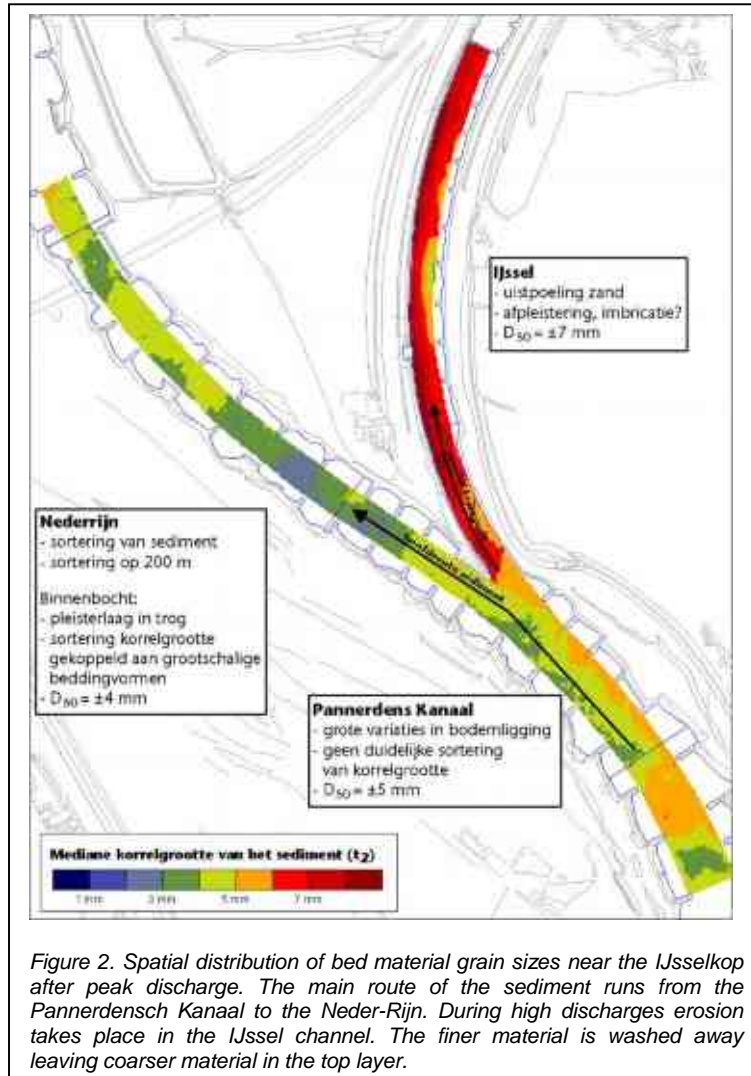 IJssel
- uistpoeling zand
- afpleistering, imbricatie?
- D50 = ±7 mm
Nederrijn
- sortering van sediment
- sortering op 200 m
Binnenbocht:
- pleisterlaag in trog
- sortering korrelgrootte
gekoppeld aan grootschalige
beddingvormen
- D50 = ±4 mm
Pannerdens Kanaal
- grote variaties in bodemligging
- geen duidelijke sortering
van korrelgrootte
- D50 = ±5 mm
Mediane korrelgrootte van het sediment (t2)
1 mm 3 mm 5 mm 7 mm
Figure 2. Spatial distribution of bed material grain sizes near the IJsselkop
after peak discharge. The main route of the sediment runs from the
Pannerdensch Kanaal to the Neder-Rijn. During high discharges erosion
takes place in the IJssel channel. The finer material is washed away
leaving coarser material in the top layer.